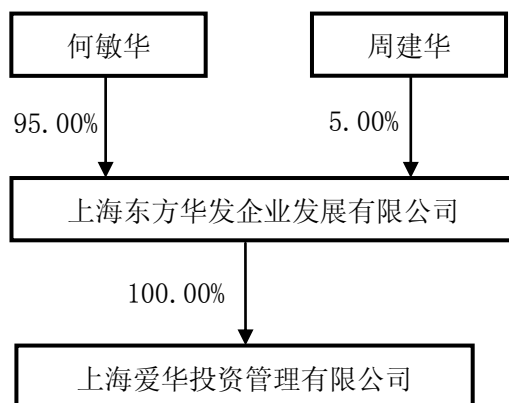 何敏华
周建华
95.00%
5.00%
上海东方华发企业发展有限公司
100.00%
上海爱华投资管理有限公司